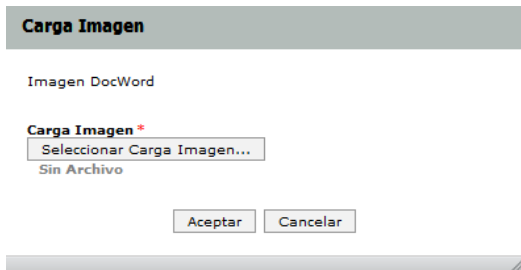 Carga Imagen
Imagen DocWord
Carga Imagen *
Seleccionar Carga Imagen...
Sin Archivo
Aceptar Cancelar